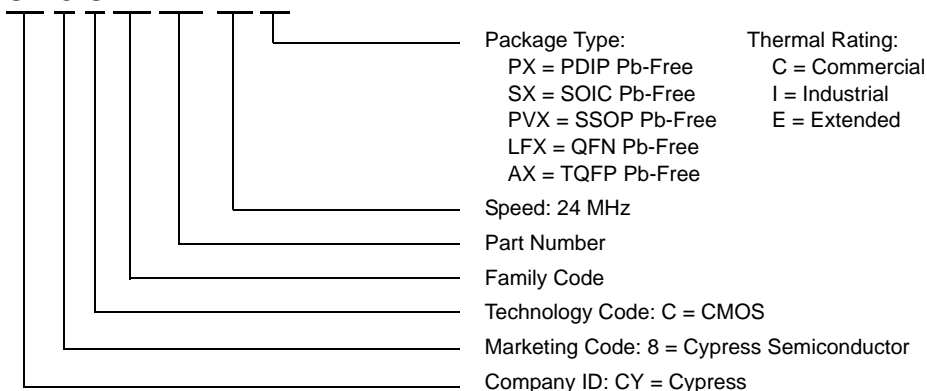 Package Type:
PX = PDIP Pb-Free
SX = SOIC Pb-Free
PVX = SSOP Pb-Free
LFX = QFN Pb-Free
AX = TQFP Pb-Free
Thermal Rating:
C = Commercial
I = Industrial
E = Extended
Speed: 24 MHz
Part Number
Family Code
Technology Code: C = CMOS
Marketing Code: 8 = Cypress Semiconductor
Company ID: CY = Cypress